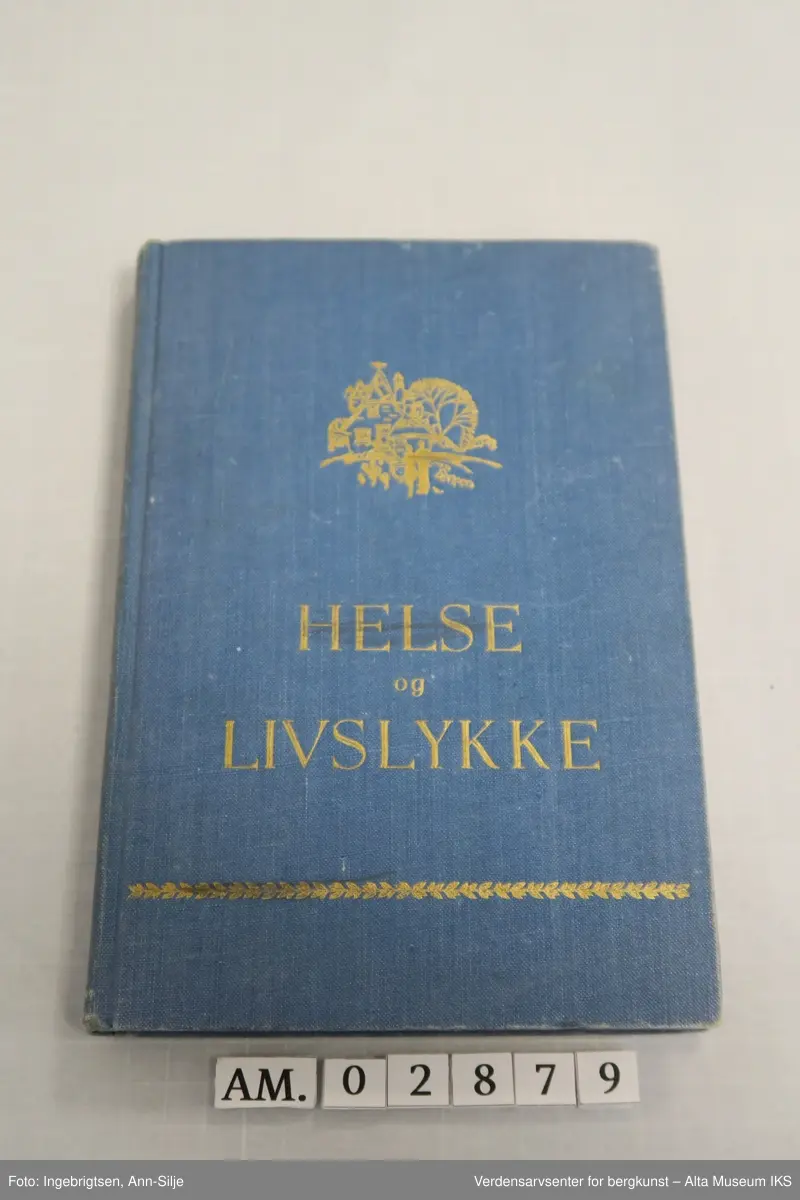 HELSE
og
LIVSLYKKE
AM. 0 2 8 7 9
Foto: Ingebrigtsen, Ann-Silje
Verdensarvsenter for bergkunst – Alta Museum IKS